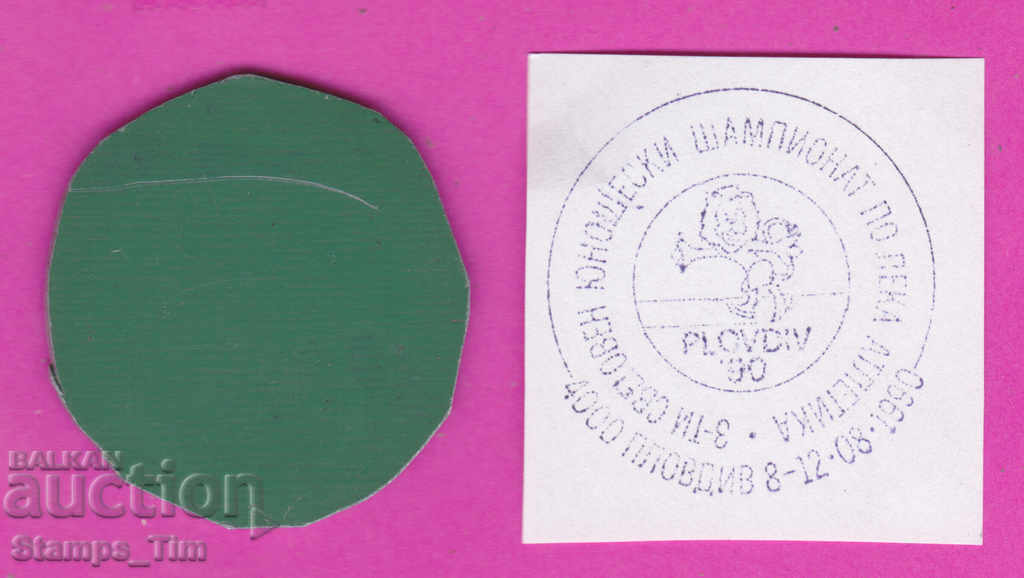 3-ТИ СВЕТОВЕН ЮНОШЕСКИ ШАМПИОНАТ ПО ЛЕКА АТЛЕТИКА •
PLOVDIV
'90
4000 ПЛОВДИВ 8-12•08•1990
BALKAN
auction
Stamps_Tim